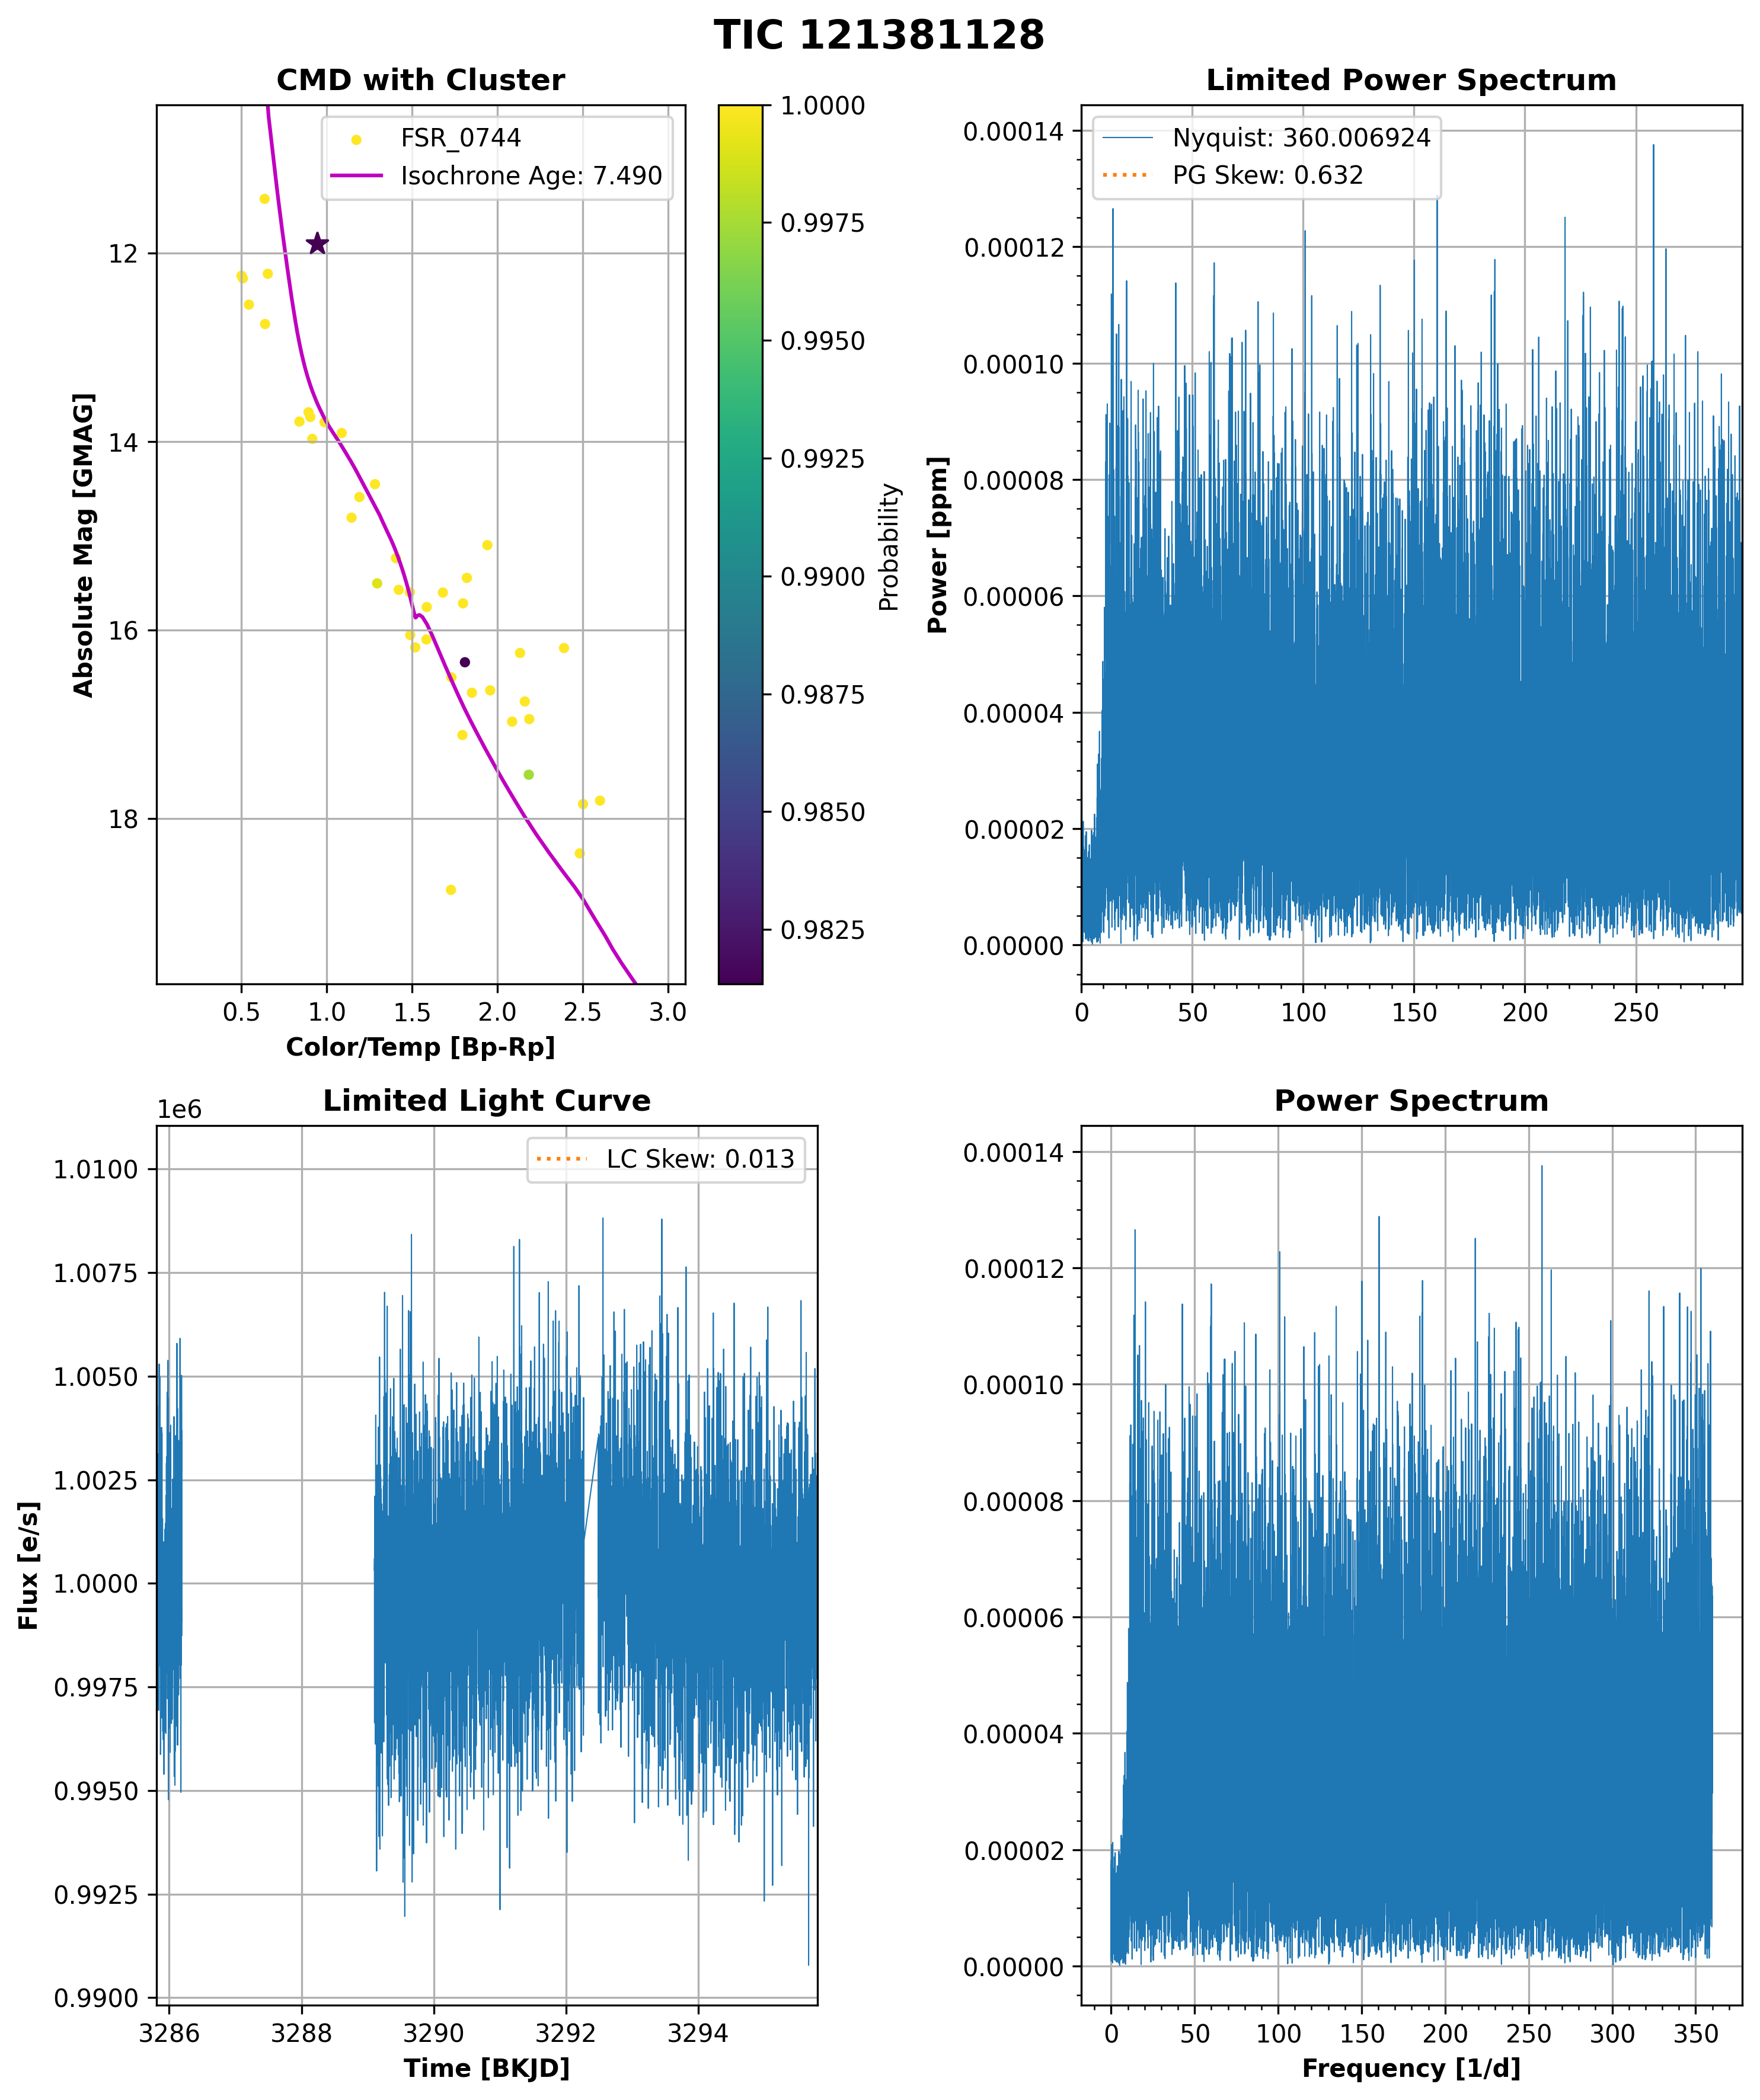 TIC 121381128
CMD with Cluster
FSR_0744
Isochrone Age: 7.490
12
14
16
18
0.5 1.0 1.5 2.0 2.5 3.0
Absolute Mag [GMAG]
Color/Temp [Bp-Rp]
1.0000
0.9975
0.9950
0.9925
0.9900
0.9875
0.9850
0.9825
Probability
Limited Power Spectrum
Nyquist: 360.006924
PG Skew: 0.632
0.00014
0.00012
0.00010
0.00008
0.00006
0.00004
0.00002
0.00000
0 50 100 150 200 250
Power [ppm]
Limited Light Curve
1e6
LC Skew: 0.013
1.0100
1.0075
1.0050
1.0025
1.0000
0.9975
0.9950
0.9925
0.9900
3286 3288 3290 3292 3294
Flux [e/s]
Time [BKJD]
Power Spectrum
0.00014
0.00012
0.00010
0.00008
0.00006
0.00004
0.00002
0.00000
0 50 100 150 200 250 300 350
Frequency [1/d]